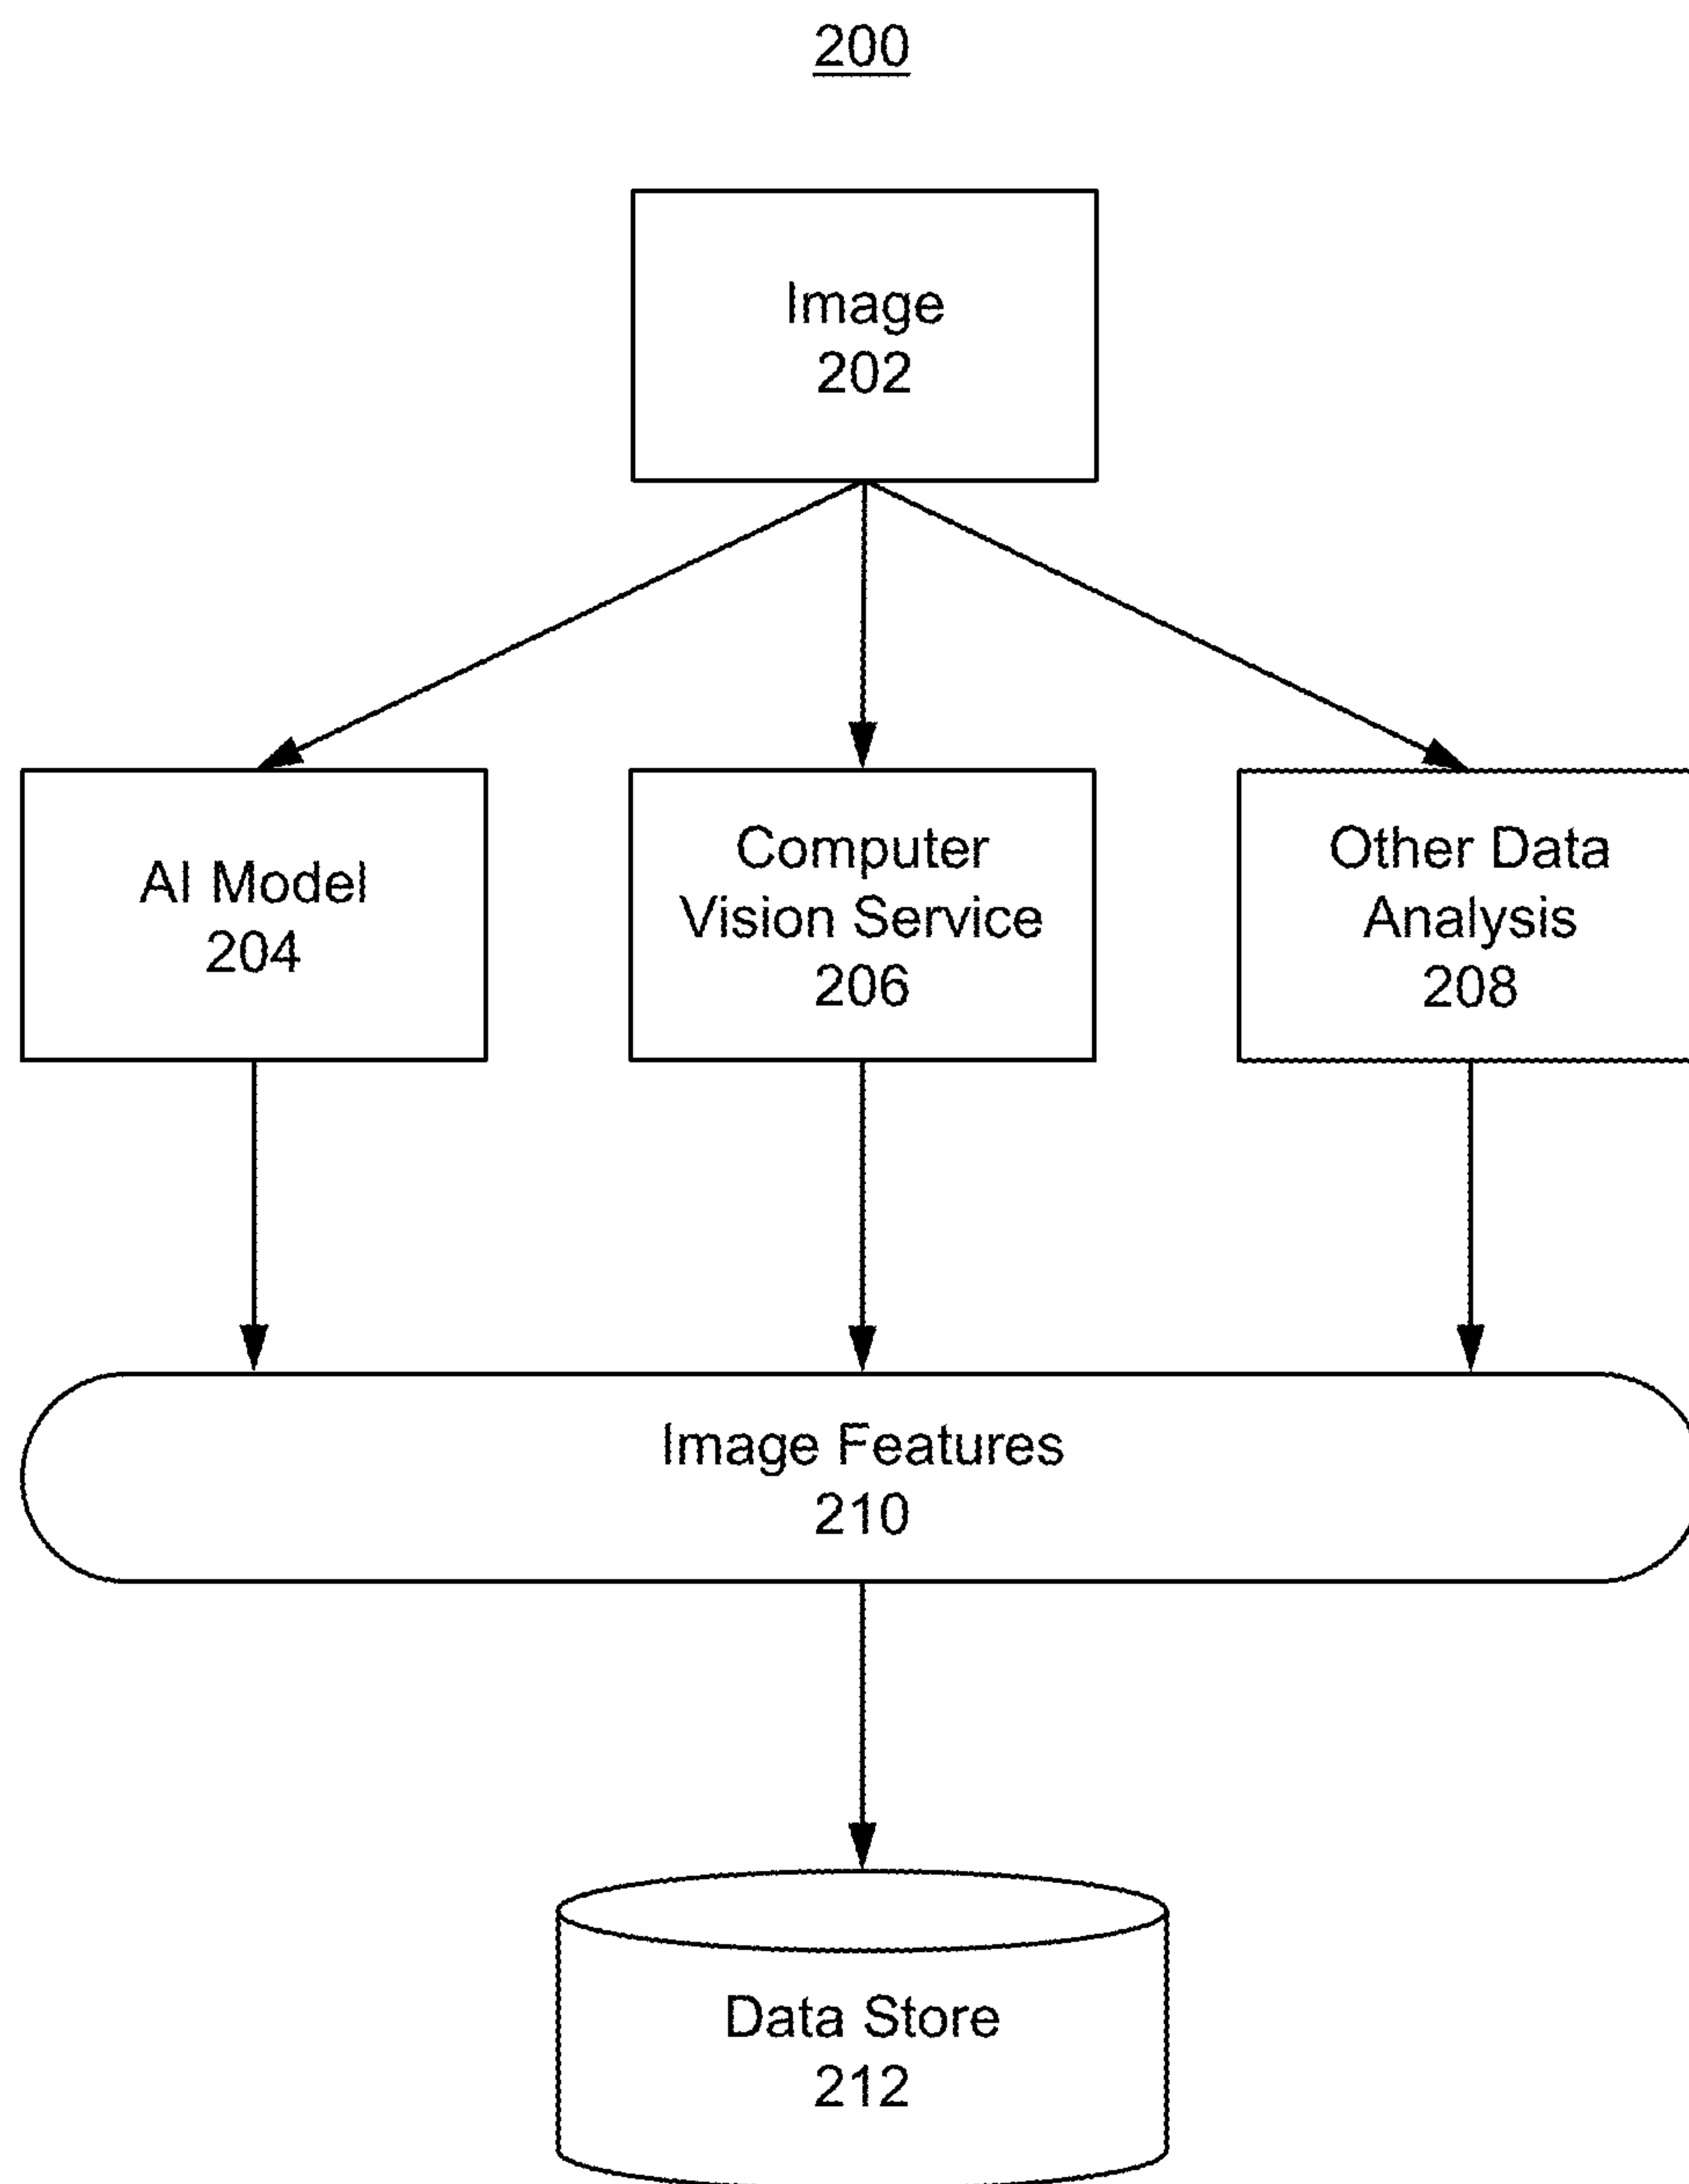 200
Image
202
AI Model
204
Computer
Vision Service
206
Other Data
Analysis
208
Image Features
210
Data Store
212